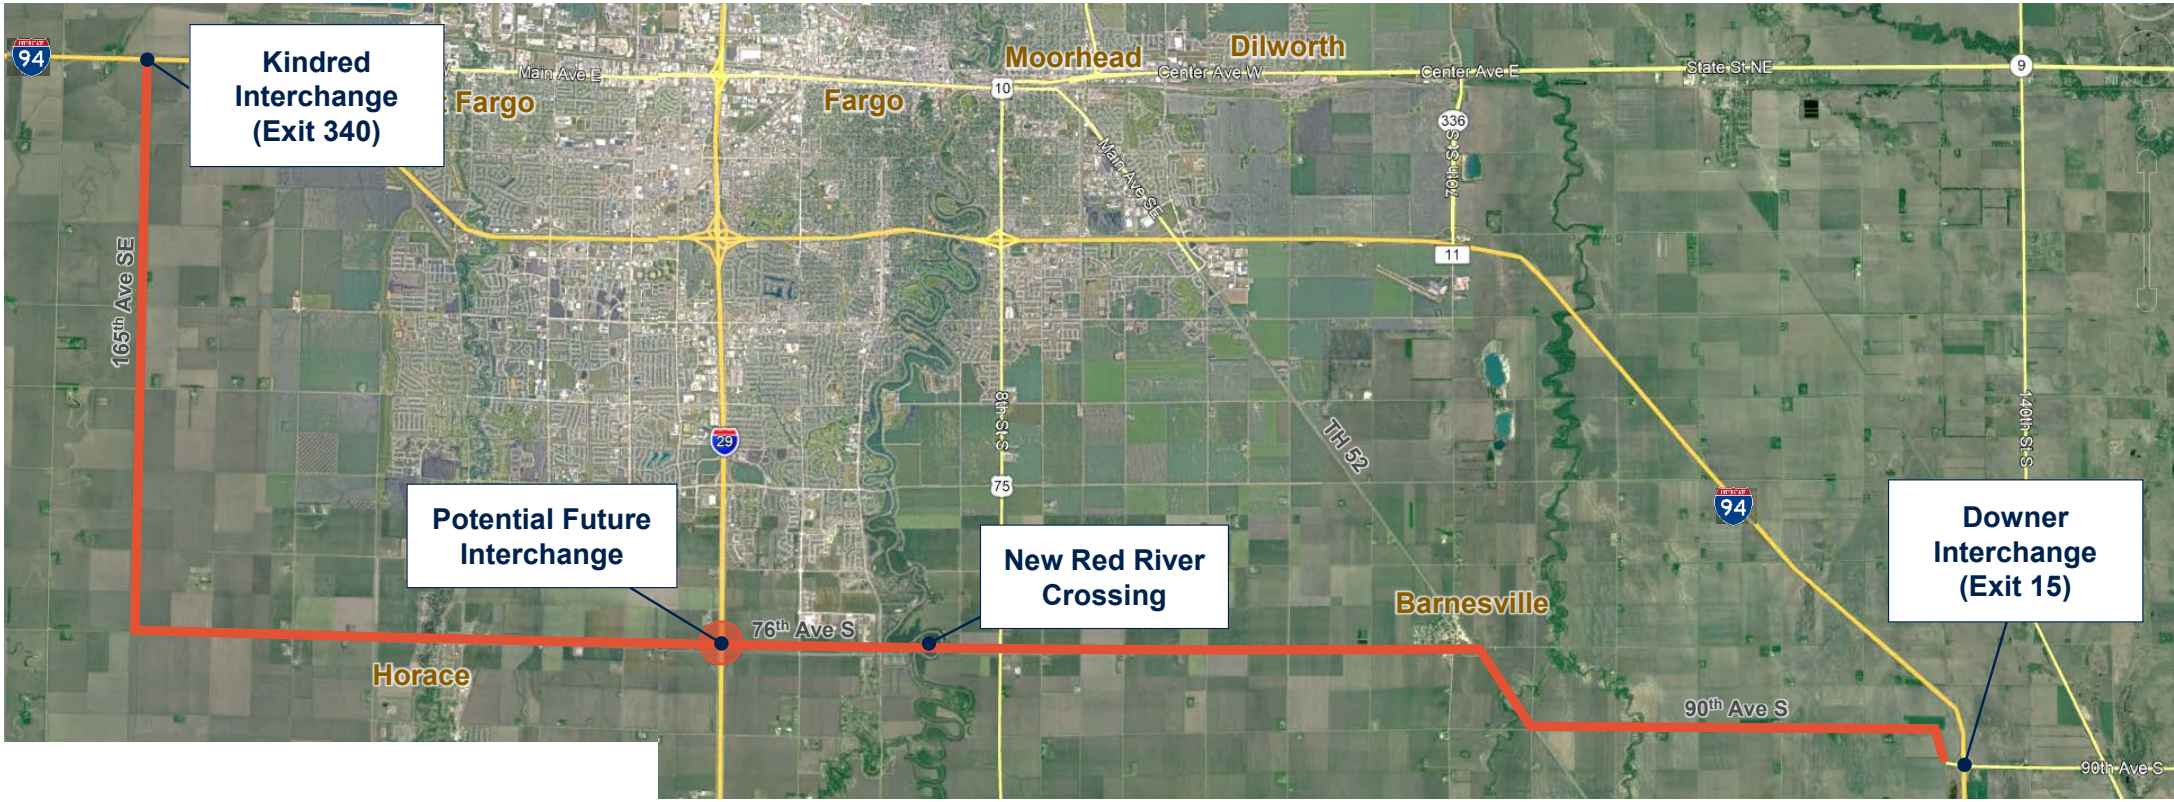 INTERSTATE
94
Kindred
Interchange
(Exit 340)
Main Ave E
Fargo
Fargo
Moorhead
Dilworth
10
Center Ave W
Center Ave E
State St NE
9
336
70th St S
Main Ave SE
11
165th Ave SE
29
8th St S
75
TH 52
140th St S
INTERSTATE
94
Potential Future
Interchange
New Red River
Crossing
Downer
Interchange
(Exit 15)
Barnesville
76th Ave S
Horace
90th Ave S
90th Ave S